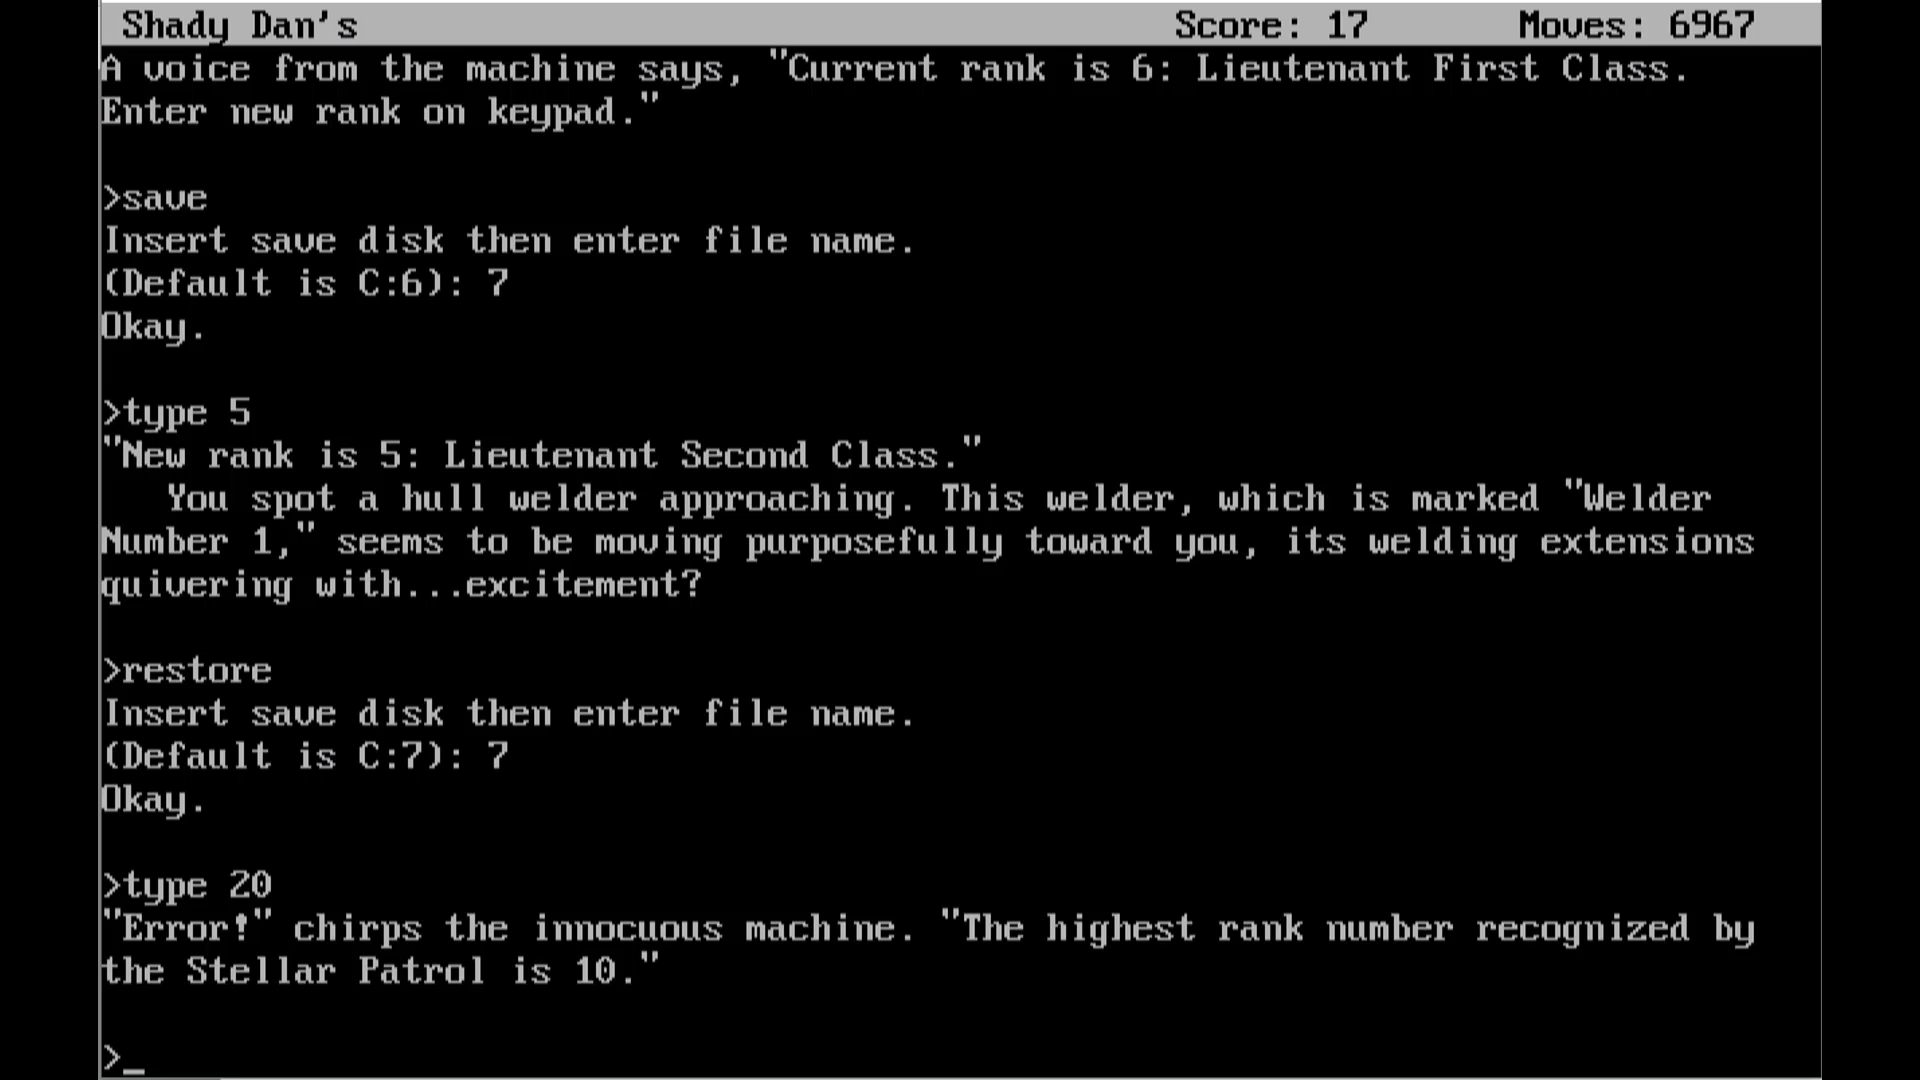 Shady Dan's Score: 17 Moves: 6967
A voice from the machine says, "Current rank is 6: Lieutenant First Class.
Enter new rank on keypad."
>save
Insert save disk then enter file name.
(Default is C:6): 7
Okay.
>type 5
"New rank is 5: Lieutenant Second Class."
You spot a hull welder approaching. This welder, which is marked "Welder
Number 1," seems to be moving purposefully toward you, its welding extensions
quivering with...excitement?
>restore
Insert save disk then enter file name.
(Default is C:7): 7
Okay.
>type 20
"Error!" chirps the innocuous machine. "The highest rank number recognized by
the Stellar Patrol is 10."
>_